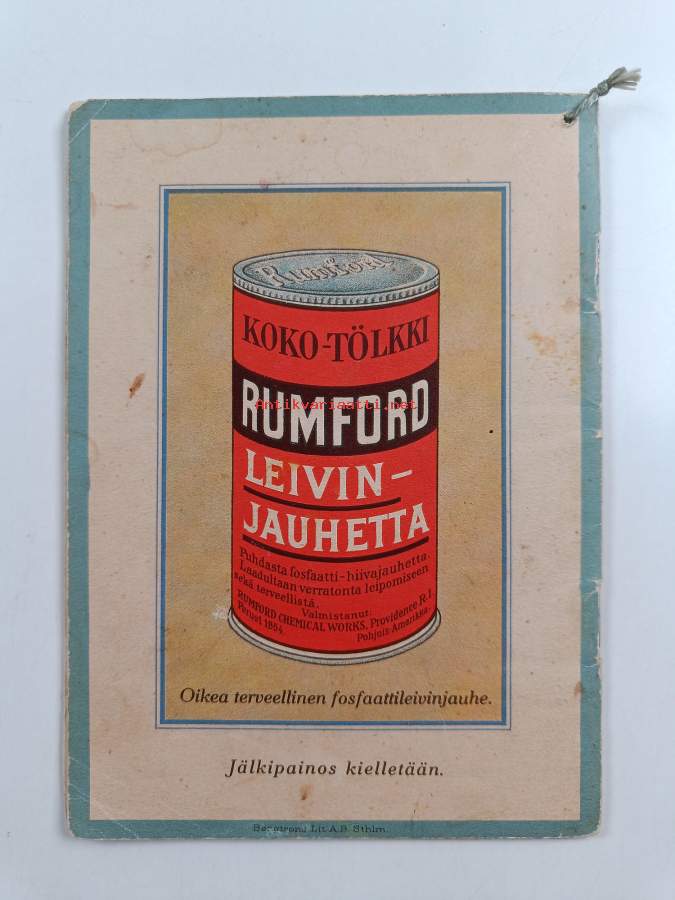 Rumford
KOKO-TÖLKKI
RUMFORD
Antikvariaatti.net
LEIVIN-
JAUHETTA
Puhdasta fosfaatti-hiivajauhetta.
Laadultaan verratonta leipomiseen
sekä terveellistä.
Valmistanut:
RUMFORD CHEMICAL WORKS, Providence R.I.
Perust 1854. Pohjois-Amerikka.
Oikea terveellinen fosfaattileivinjauhe.
Jälkipainos kielletään.
Lit. A.B. Sthlm.